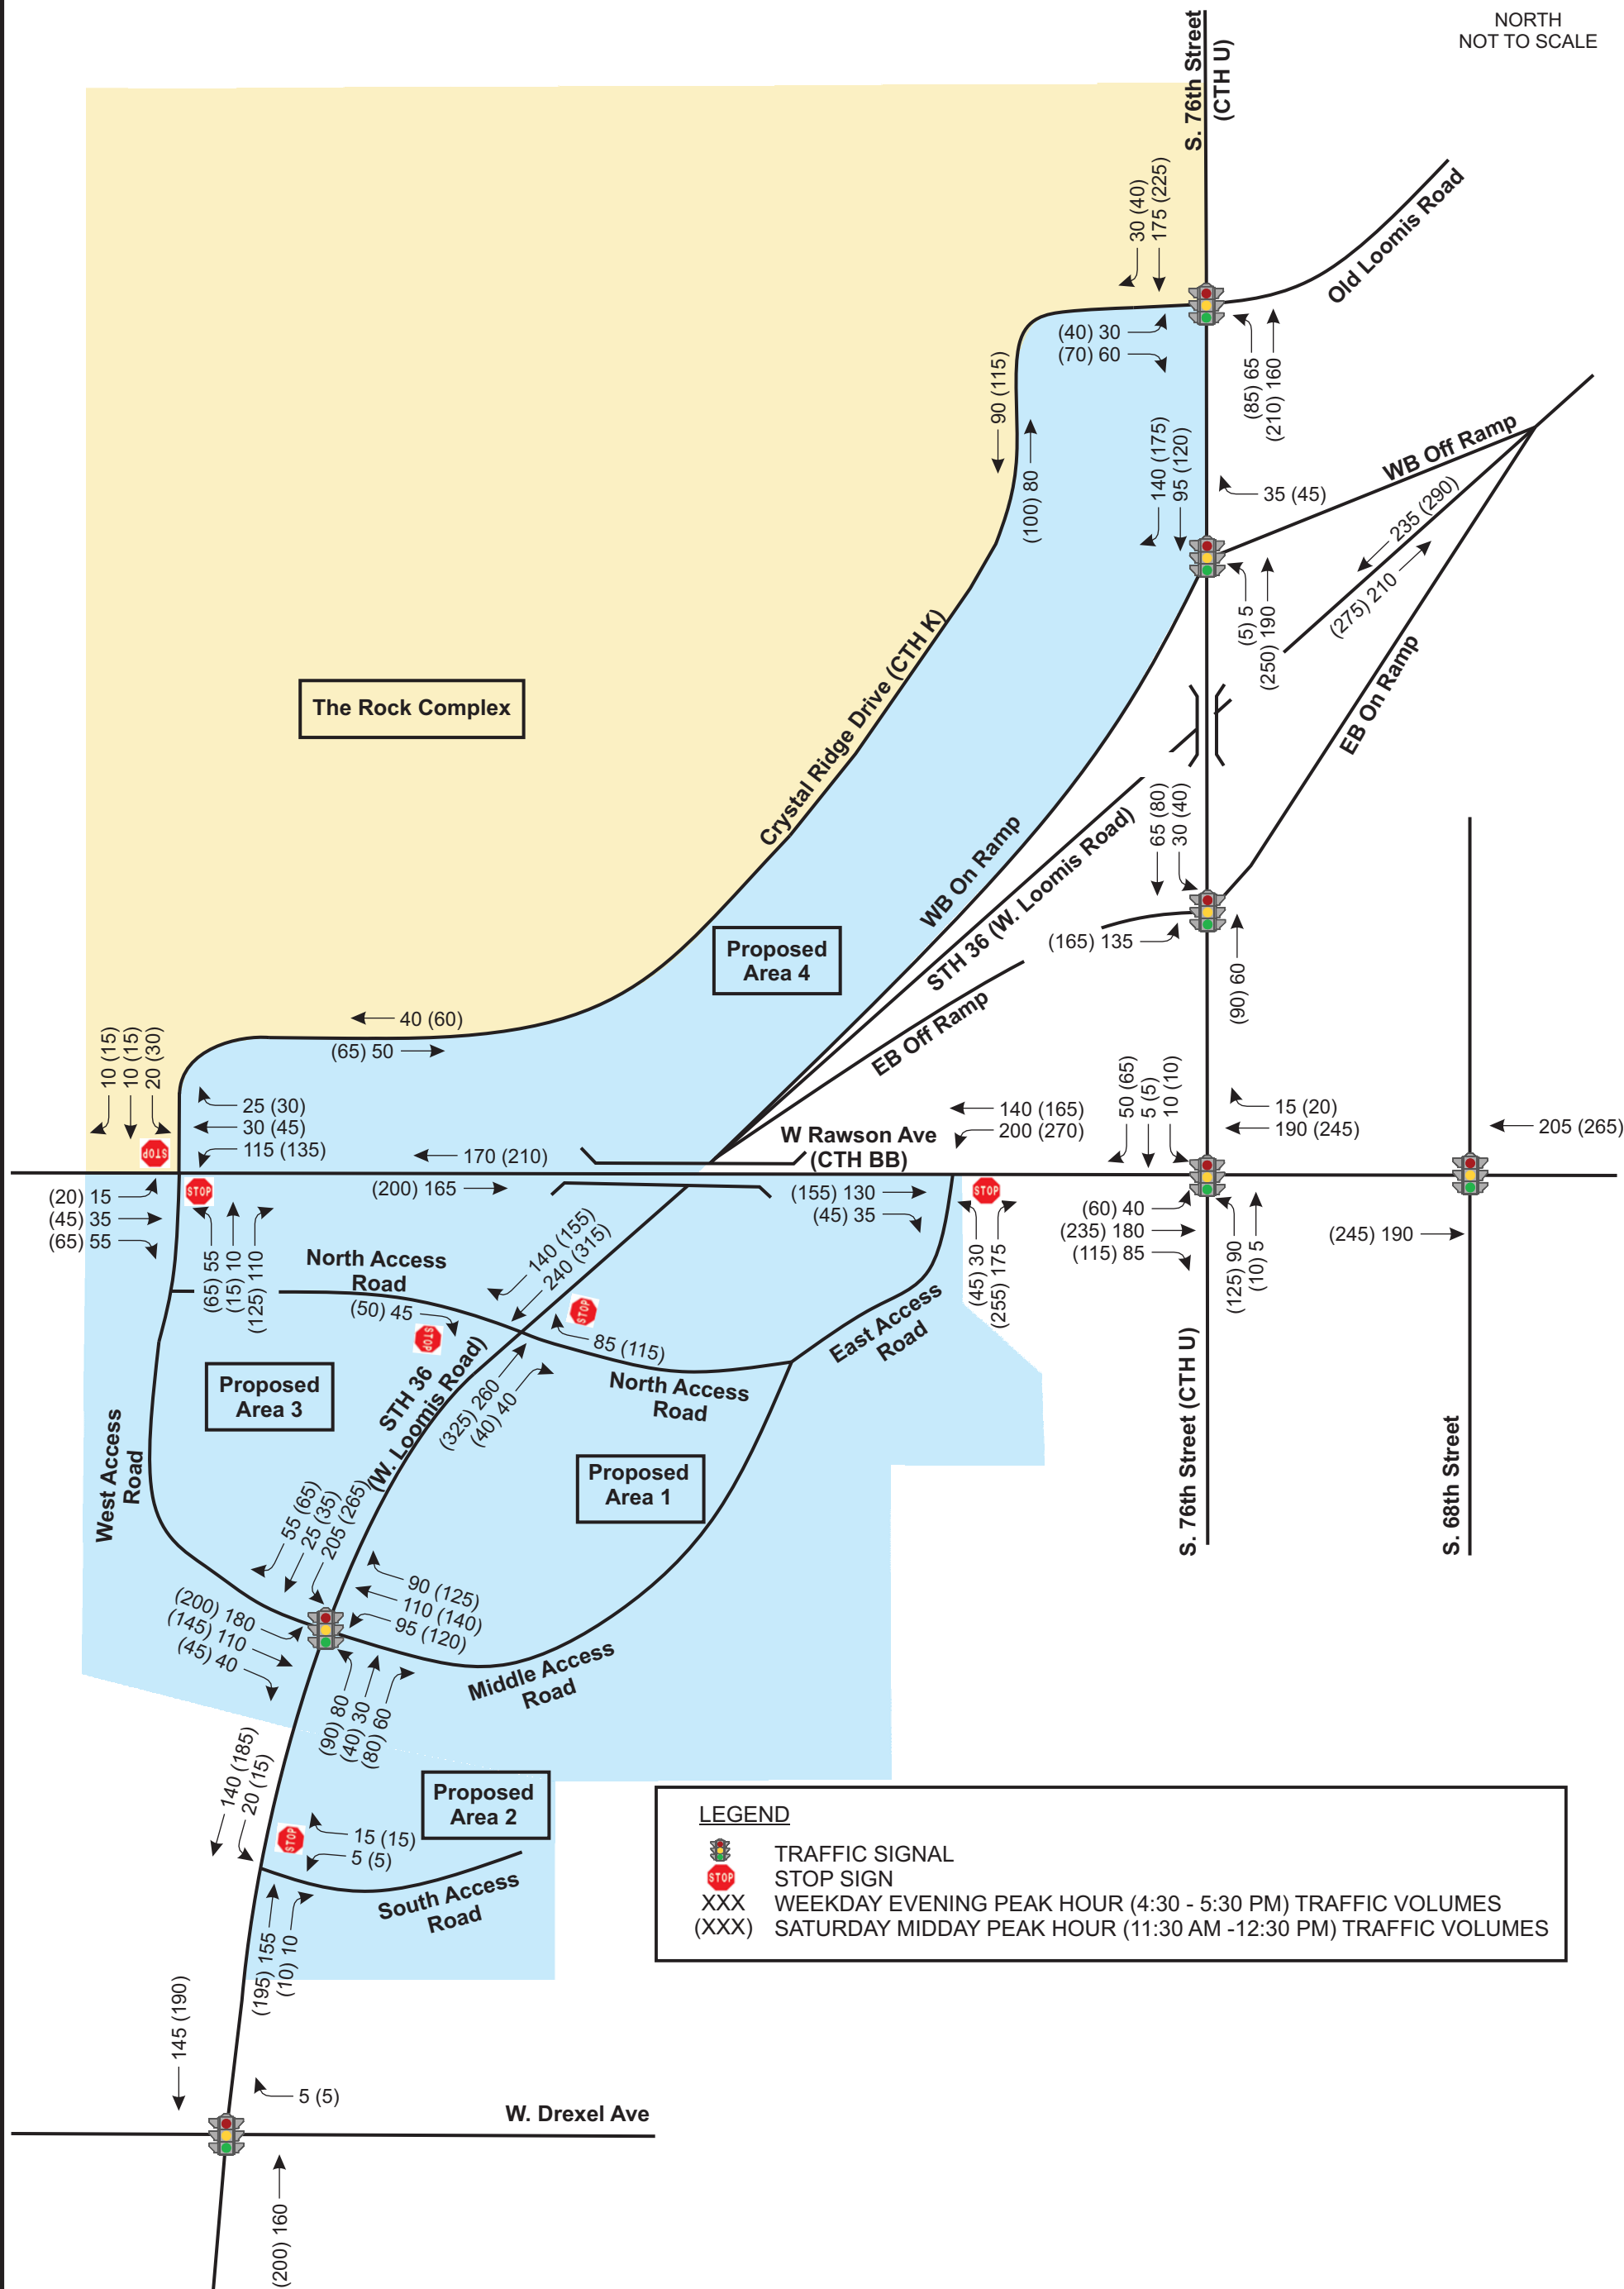 NORTH
NOT TO SCALE
S. 76th Street
(CTH U)
Old Loomis Road
30 (40)
175 (225)
(40) 30
(70) 60
(85) 65
(210) 160
90 (115)
(100) 80
140 (175)
95 (120)
35 (45)
WB Off Ramp
235 (290)
(275) 210
(5) 5
(250) 190
EB On Ramp
The Rock Complex
Crystal Ridge Drive (CTH K)
WB On Ramp
STH 36 (W. Loomis Road)
EB Off Ramp
65 (80)
30 (40)
(165) 135
(90) 60
Proposed
Area 4
40 (60)
(65) 50
10 (15)
10 (15)
20 (30)
25 (30)
30 (45)
115 (135)
STOP
170 (210)
(200) 165
W Rawson Ave
(CTH BB)
140 (165)
200 (270)
50 (65)
5 (5)
10 (10)
15 (20)
190 (245)
205 (265)
(20) 15
(45) 35
(65) 55
STOP
(65) 55
(15) 10
(125) 110
(155) 130
(45) 35
STOP
(45) 30
(255) 175
(60) 40
(235) 180
(115) 85
(125) 90
(10) 5
(245) 190
North Access
Road
(50) 45
STOP
140 (155)
240 (315)
STOP
85 (115)
East Access
Road
North Access
Road
(325) 260
(40) 40
STH 36
(W. Loomis Road)
Proposed
Area 3
West Access
Road
Proposed
Area 1
S. 76th Street (CTH U)
S. 68th Street
55 (65)
25 (35)
205 (265)
90 (125)
110 (140)
95 (120)
(200) 180
(145) 110
(45) 40
(90) 80
(40) 30
(80) 60
Middle Access
Road
140 (185)
20 (15)
Proposed
Area 2
STOP
15 (15)
5 (5)
South Access
Road
(195) 155
(10) 10
LEGEND
TRAFFIC SIGNAL
STOP STOP SIGN
XXX WEEKDAY EVENING PEAK HOUR (4:30 - 5:30 PM) TRAFFIC VOLUMES
(XXX) SATURDAY MIDDAY PEAK HOUR (11:30 AM -12:30 PM) TRAFFIC VOLUMES
145 (190)
5 (5)
W. Drexel Ave
(200) 160